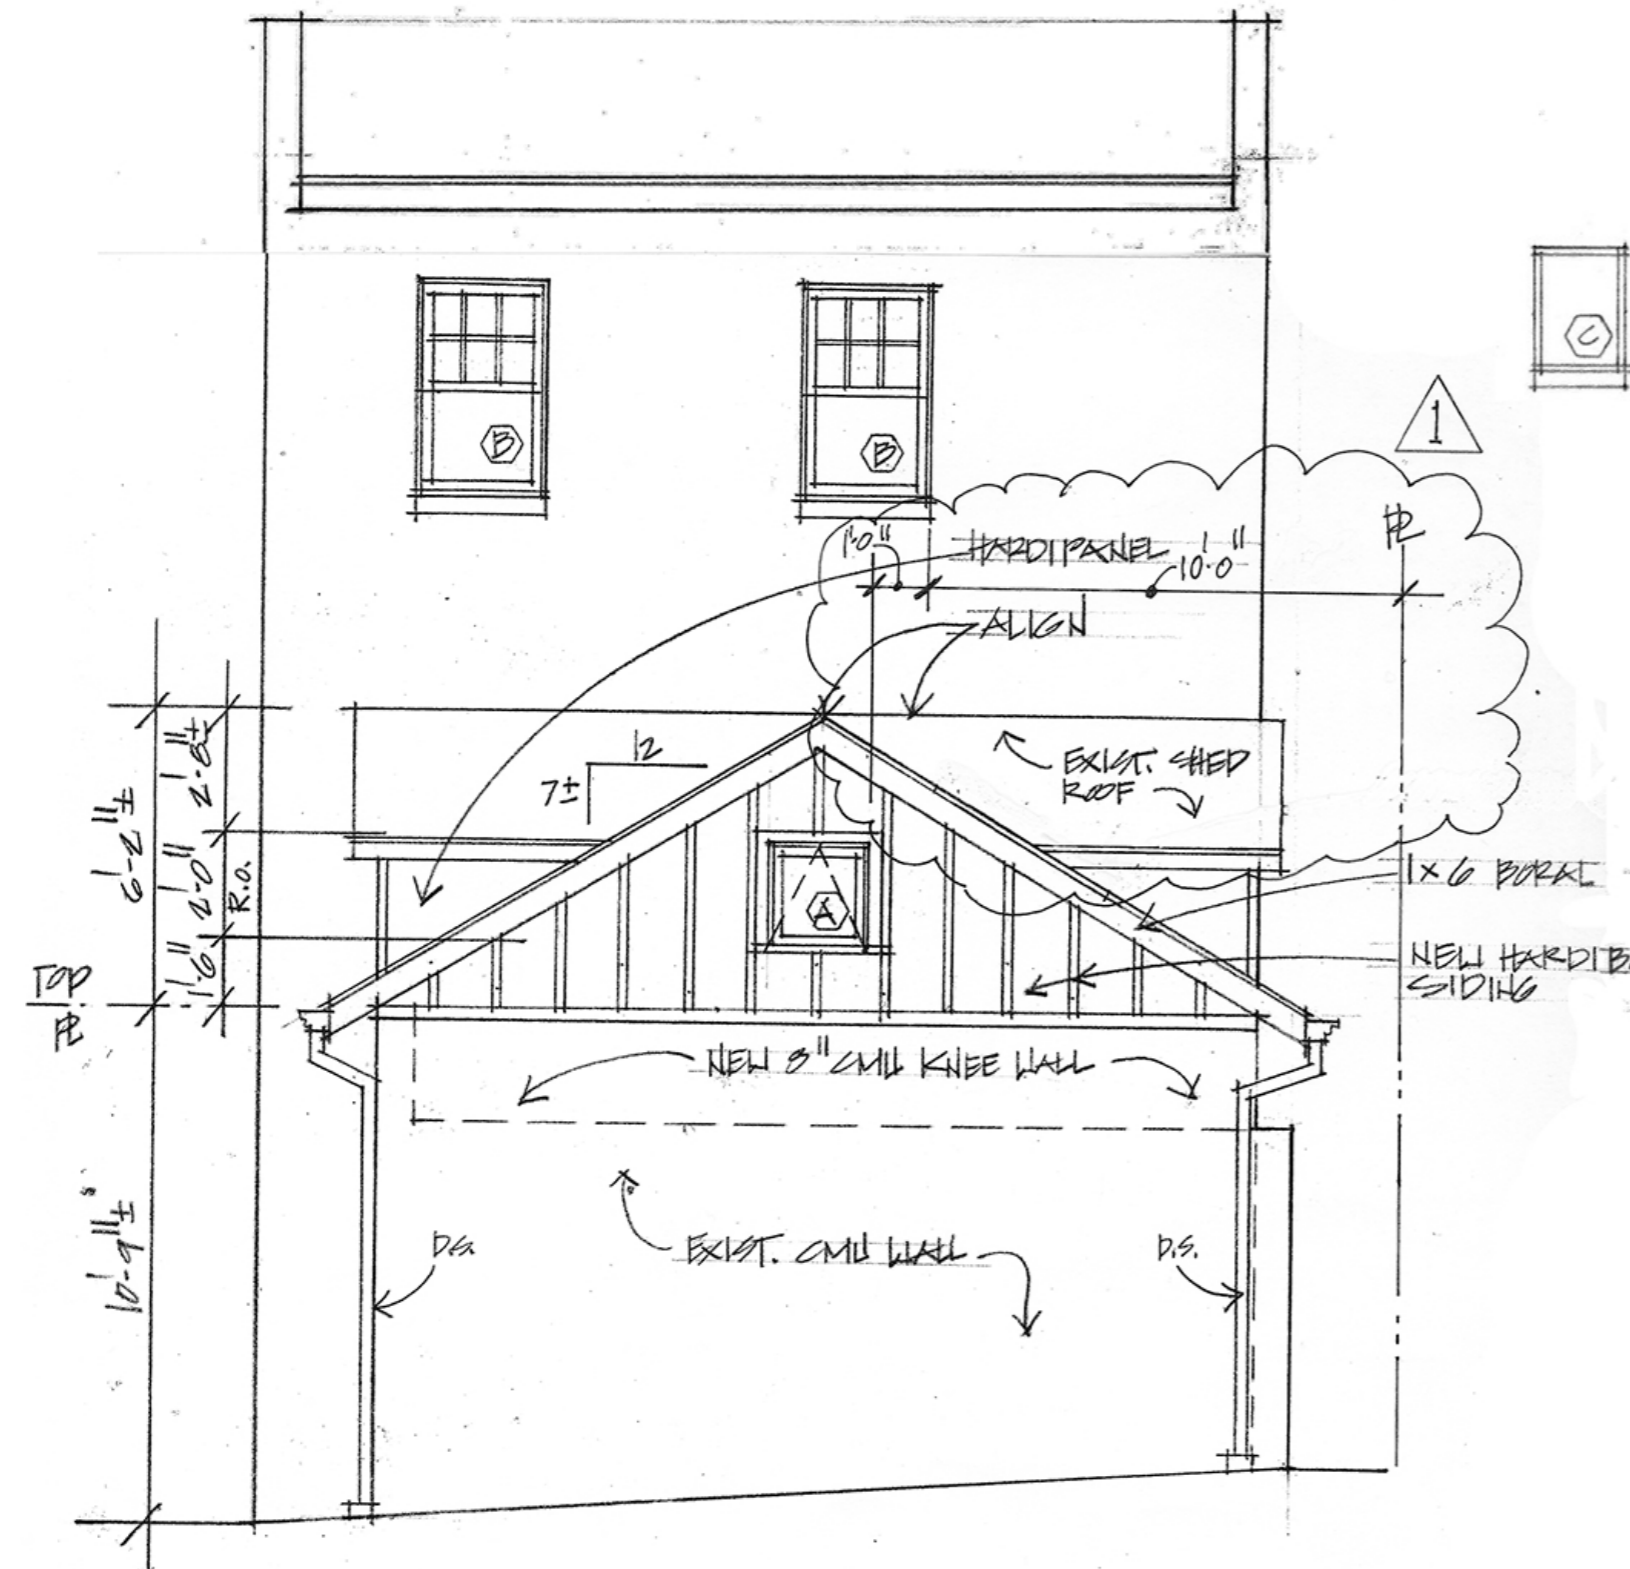 C
1
B
B
PL
1'-0"
HARDIPANEL
10'-0"
ALIGN
12
7±
EXIST. SHED
ROOF
2'-8"±
6'-2"±
2'-0"
R.O.
1'-6"
A
1x6 BORAL
NEW HARDI B
SIDING
TOP
PL
NEW 8" CMU KNEE WALL
10'-9"±
D.S.
EXIST. CMU WALL
D.S.